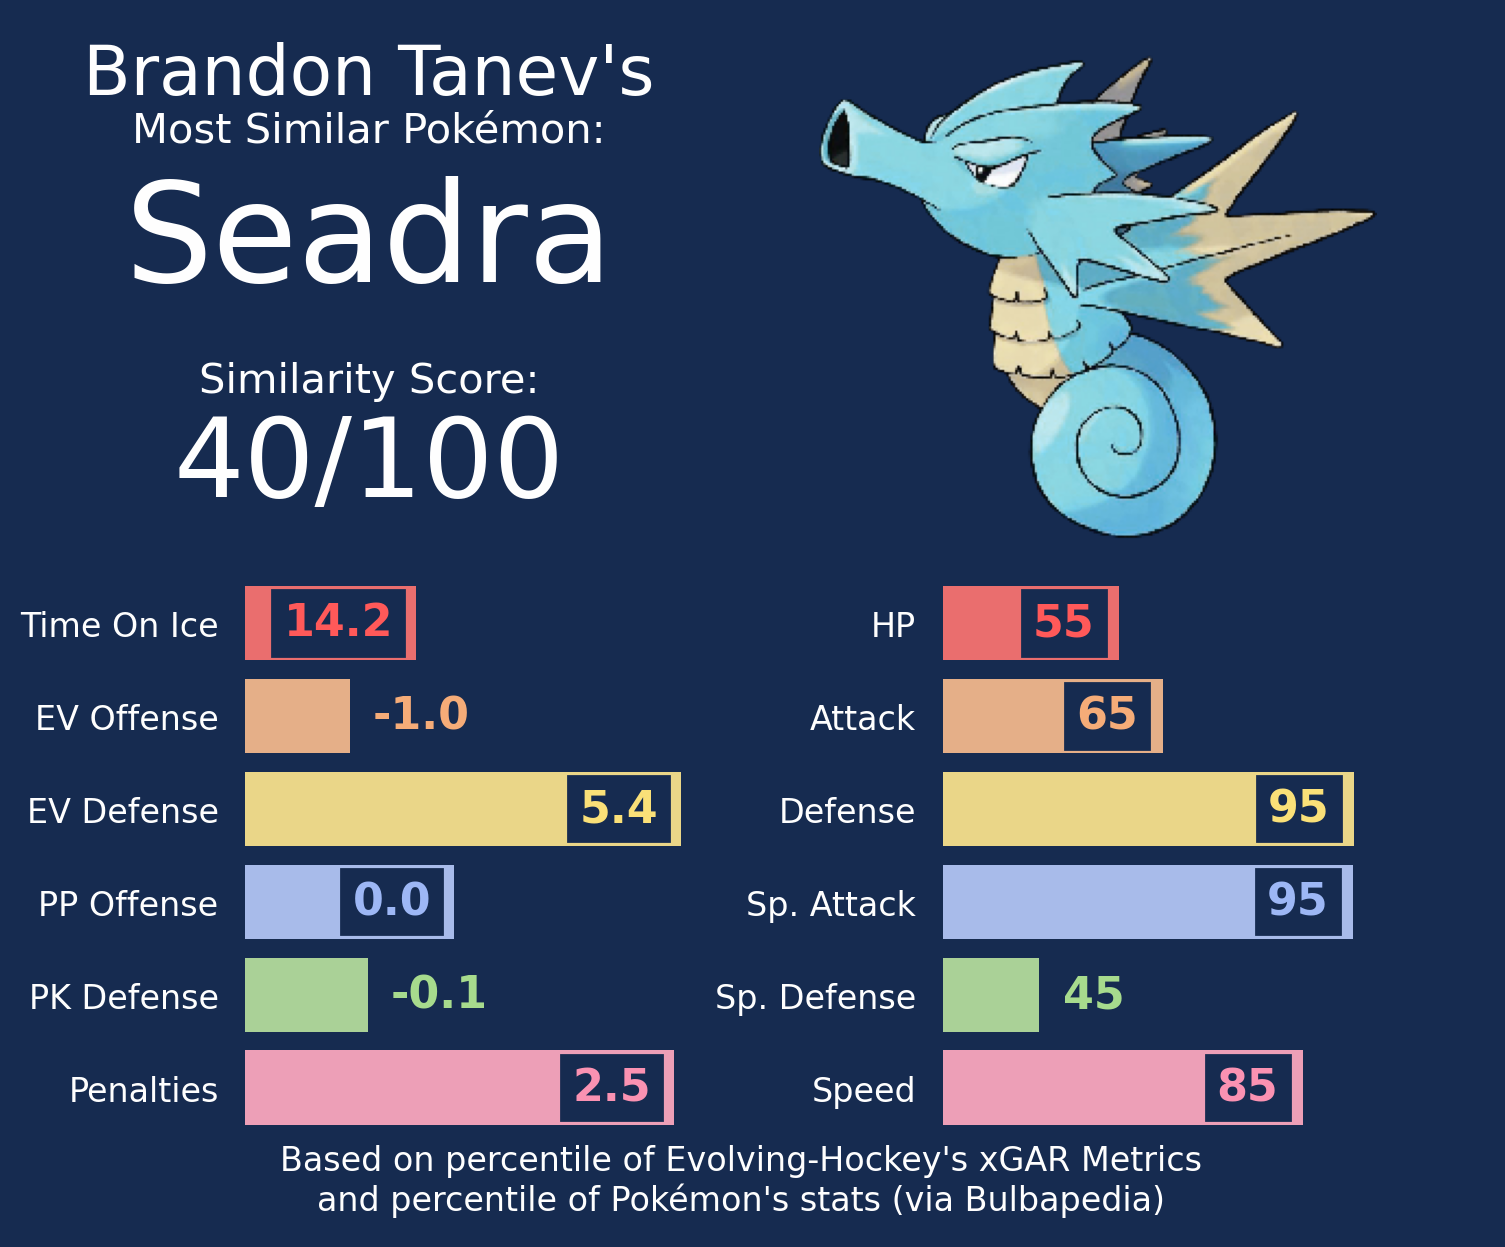 Brandon Tanev's
Most Similar Pokémon:
Seadra
Similarity Score:
40/100
Time On Ice 14.2
EV Offense -1.0
EV Defense 5.4
PP Offense 0.0
PK Defense -0.1
Penalties 2.5
HP 55
Attack 65
Defense 95
Sp. Attack 95
Sp. Defense 45
Speed 85
Based on percentile of Evolving-Hockey's xGAR Metrics
and percentile of Pokémon's stats (via Bulbapedia)